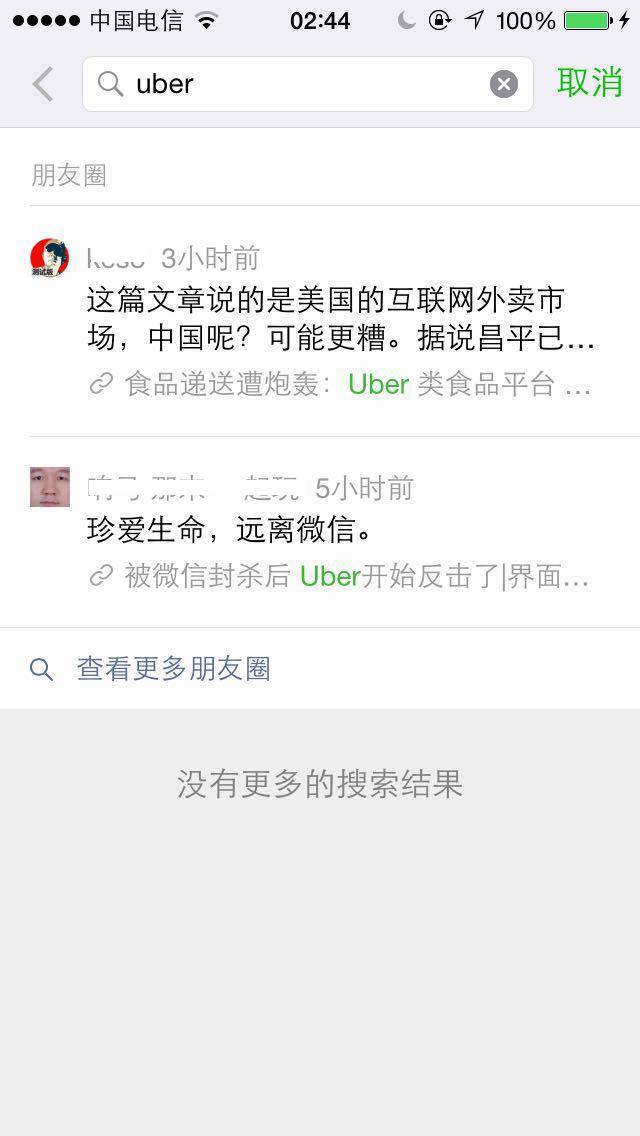 中国电信 02:44 100%
uber 取消
朋友圈
3小时前
测试版
这篇文章说的是美国的互联网外卖市
场，中国呢？可能更糟。据说昌平已...
食品递送遭炮轰：Uber 类食品平台 ...
5小时前
珍爱生命，远离微信。
被微信封杀后 Uber开始反击了|界面...
查看更多朋友圈
没有更多的搜索结果